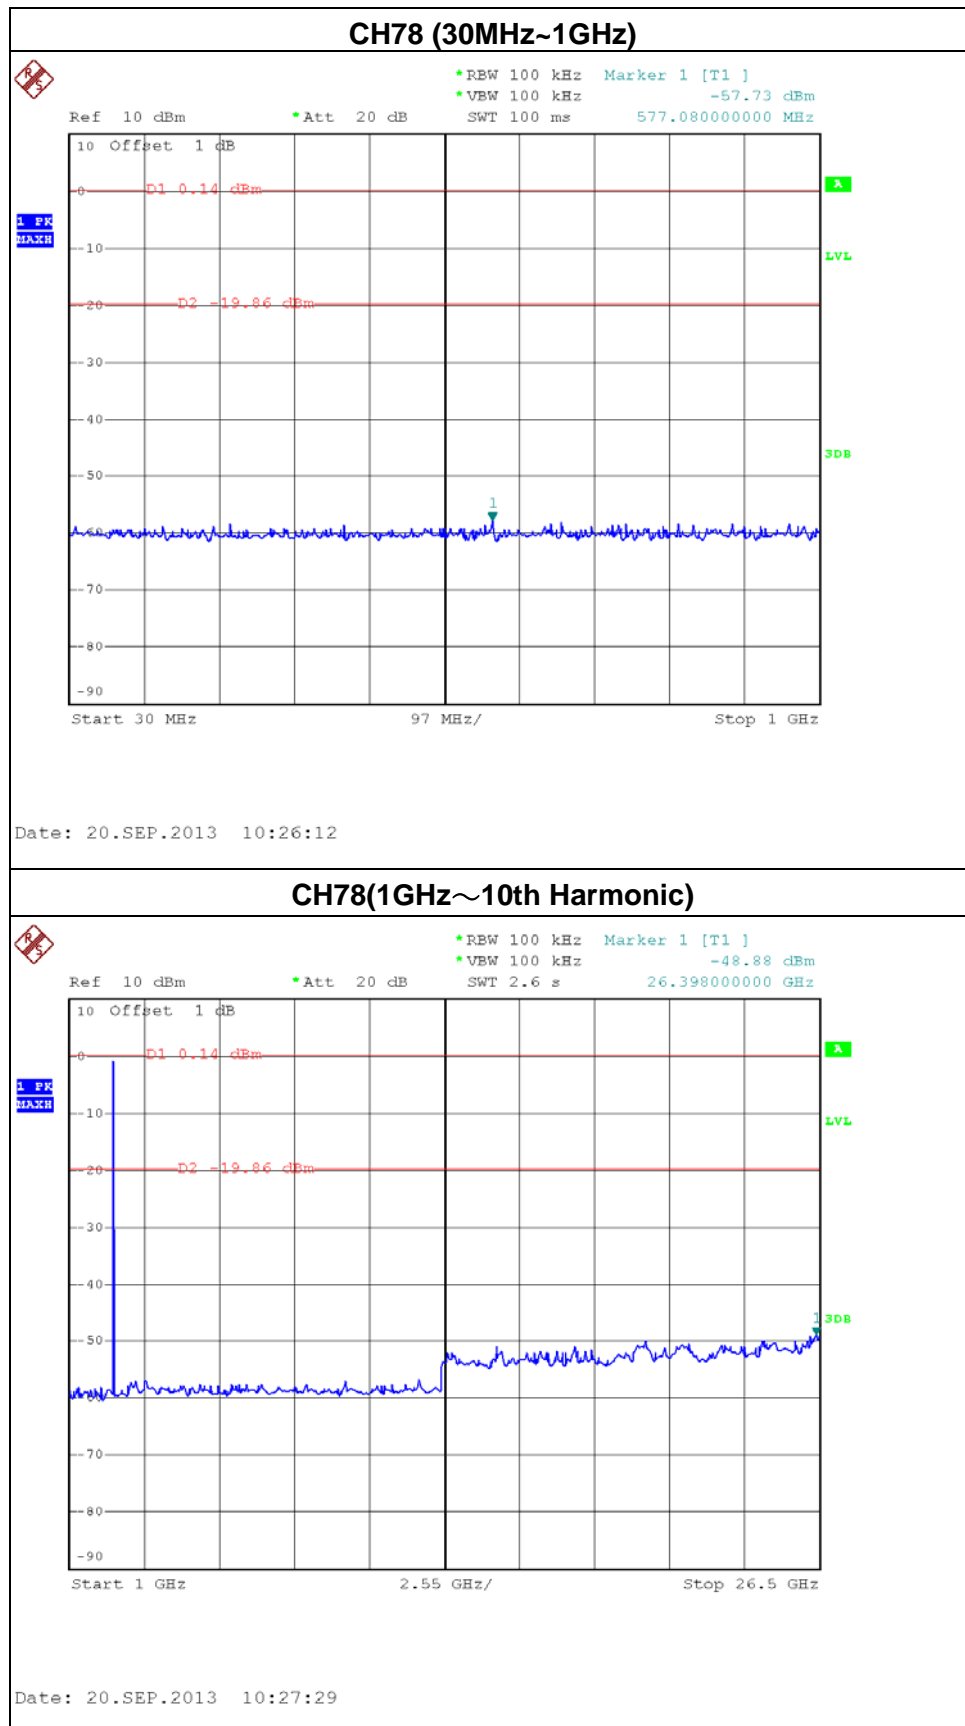 CH78 (30MHz~1GHz)
R S
*RBW 100 kHz Marker 1 [T1 ]
*VBW 100 kHz -57.73 dBm
Ref 10 dBm *Att 20 dB SWT 100 ms 577.080000000 MHz
10 Offset 1 dB
0 D1 0.14 dBm
A
1 PK
MAXH
-10
LVL
-20 D2 -19.86 dBm
-30
-40
3DB
-50
1
-60
-70
-80
-90
Start 30 MHz 97 MHz/ Stop 1 GHz
Date: 20.SEP.2013 10:26:12
CH78(1GHz~10th Harmonic)
R S
*RBW 100 kHz Marker 1 [T1 ]
*VBW 100 kHz -48.88 dBm
Ref 10 dBm *Att 20 dB SWT 2.6 s 26.398000000 GHz
10 Offset 1 dB
0 D1 0.14 dBm
A
1 PK
MAXH
-10
LVL
-20 D2 -19.86 dBm
-30
-40
1 3DB
-50
-60
-70
-80
-90
Start 1 GHz 2.55 GHz/ Stop 26.5 GHz
Date: 20.SEP.2013 10:27:29